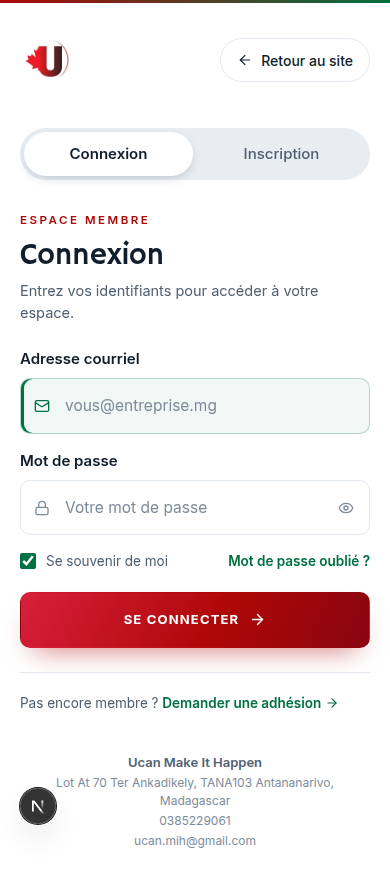 U
Retour au site
Connexion
Inscription
ESPACE MEMBRE
Connexion
Entrez vos identifiants pour accéder à votre
espace.
Adresse courriel
vous@entreprise.mg
Mot de passe
Votre mot de passe
Se souvenir de moi
Mot de passe oublié ?
SE CONNECTER
Pas encore membre ? Demander une adhésion
Ucan Make It Happen
Lot At 70 Ter Ankadikely, TANA103 Antananarivo,
Madagascar
0385229061
ucan.mih@gmail.com
N